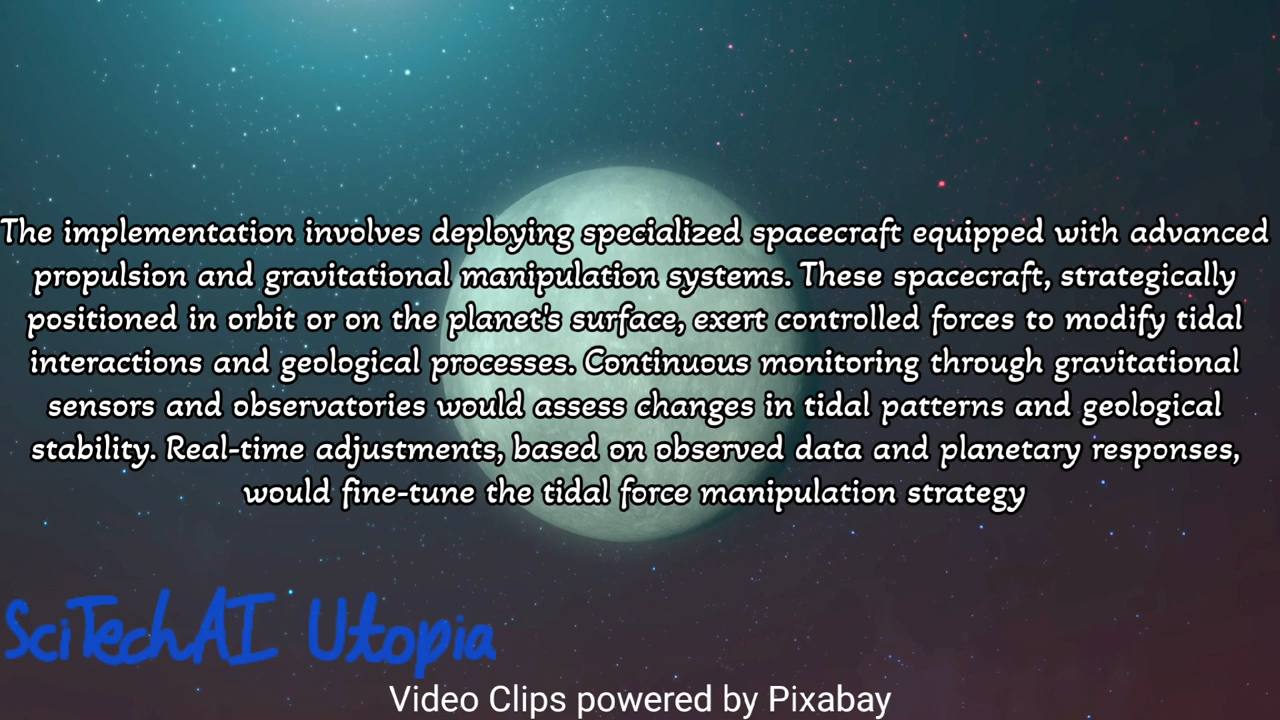 The implementation involves deploying specialized spacecraft equipped with advanced
propulsion and gravitational manipulation systems. These spacecraft, strategically
positioned in orbit or on the planet's surface, exert controlled forces to modify tidal
interactions and geological processes. Continuous monitoring through gravitational
sensors and observatories would assess changes in tidal patterns and geological
stability. Real-time adjustments, based on observed data and planetary responses,
would fine-tune the tidal force manipulation strategy
SciTechAI Utopia
Video Clips powered by Pixabay